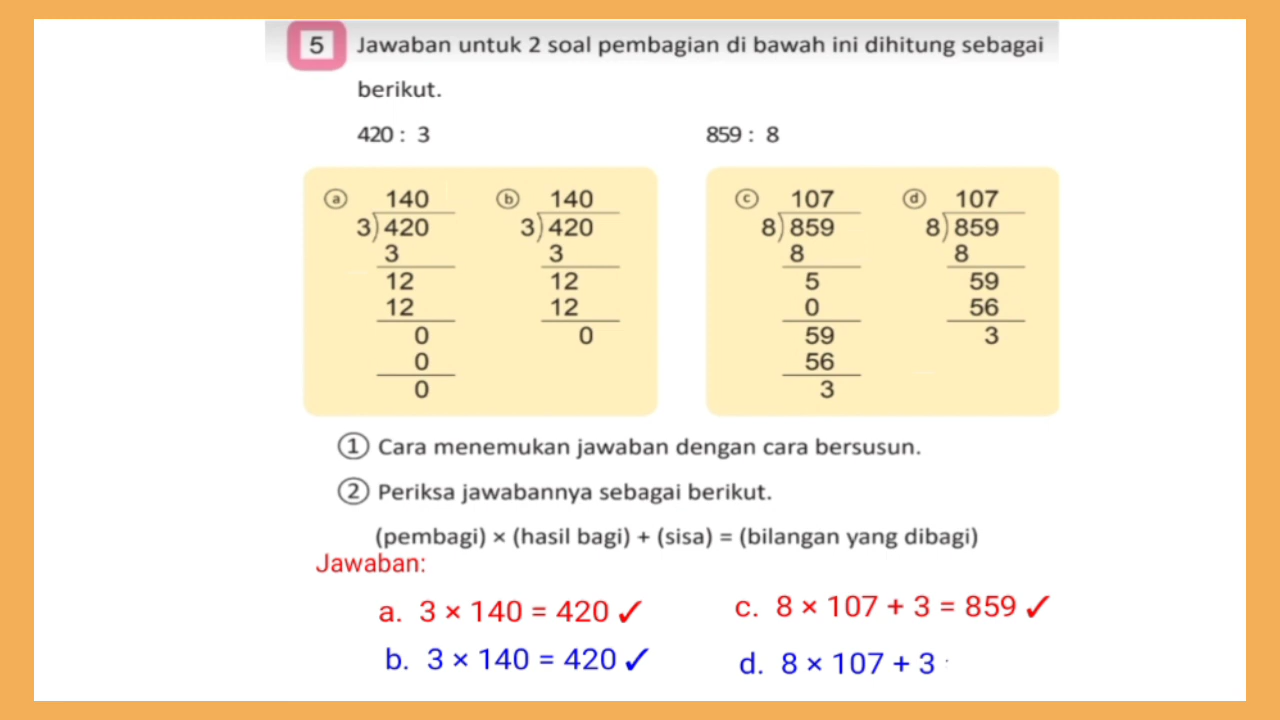 5 Jawaban untuk 2 soal pembagian di bawah ini dihitung sebagai
berikut.
420 : 3
859 : 8
a 140
3)420
3
12
12
0
0
0
b 140
3)420
3
12
12
0
c 107
8)859
8
5
0
59
56
3
d 107
8)859
8
59
56
3
1 Cara menemukan jawaban dengan cara bersusun.
2 Periksa jawabannya sebagai berikut.
(pembagi) × (hasil bagi) + (sisa) = (bilangan yang dibagi)
Jawaban:
a. 3 × 140 = 420 ✓
b. 3 × 140 = 420 ✓
c. 8 × 107 + 3 = 859 ✓
d. 8 × 107 + 3